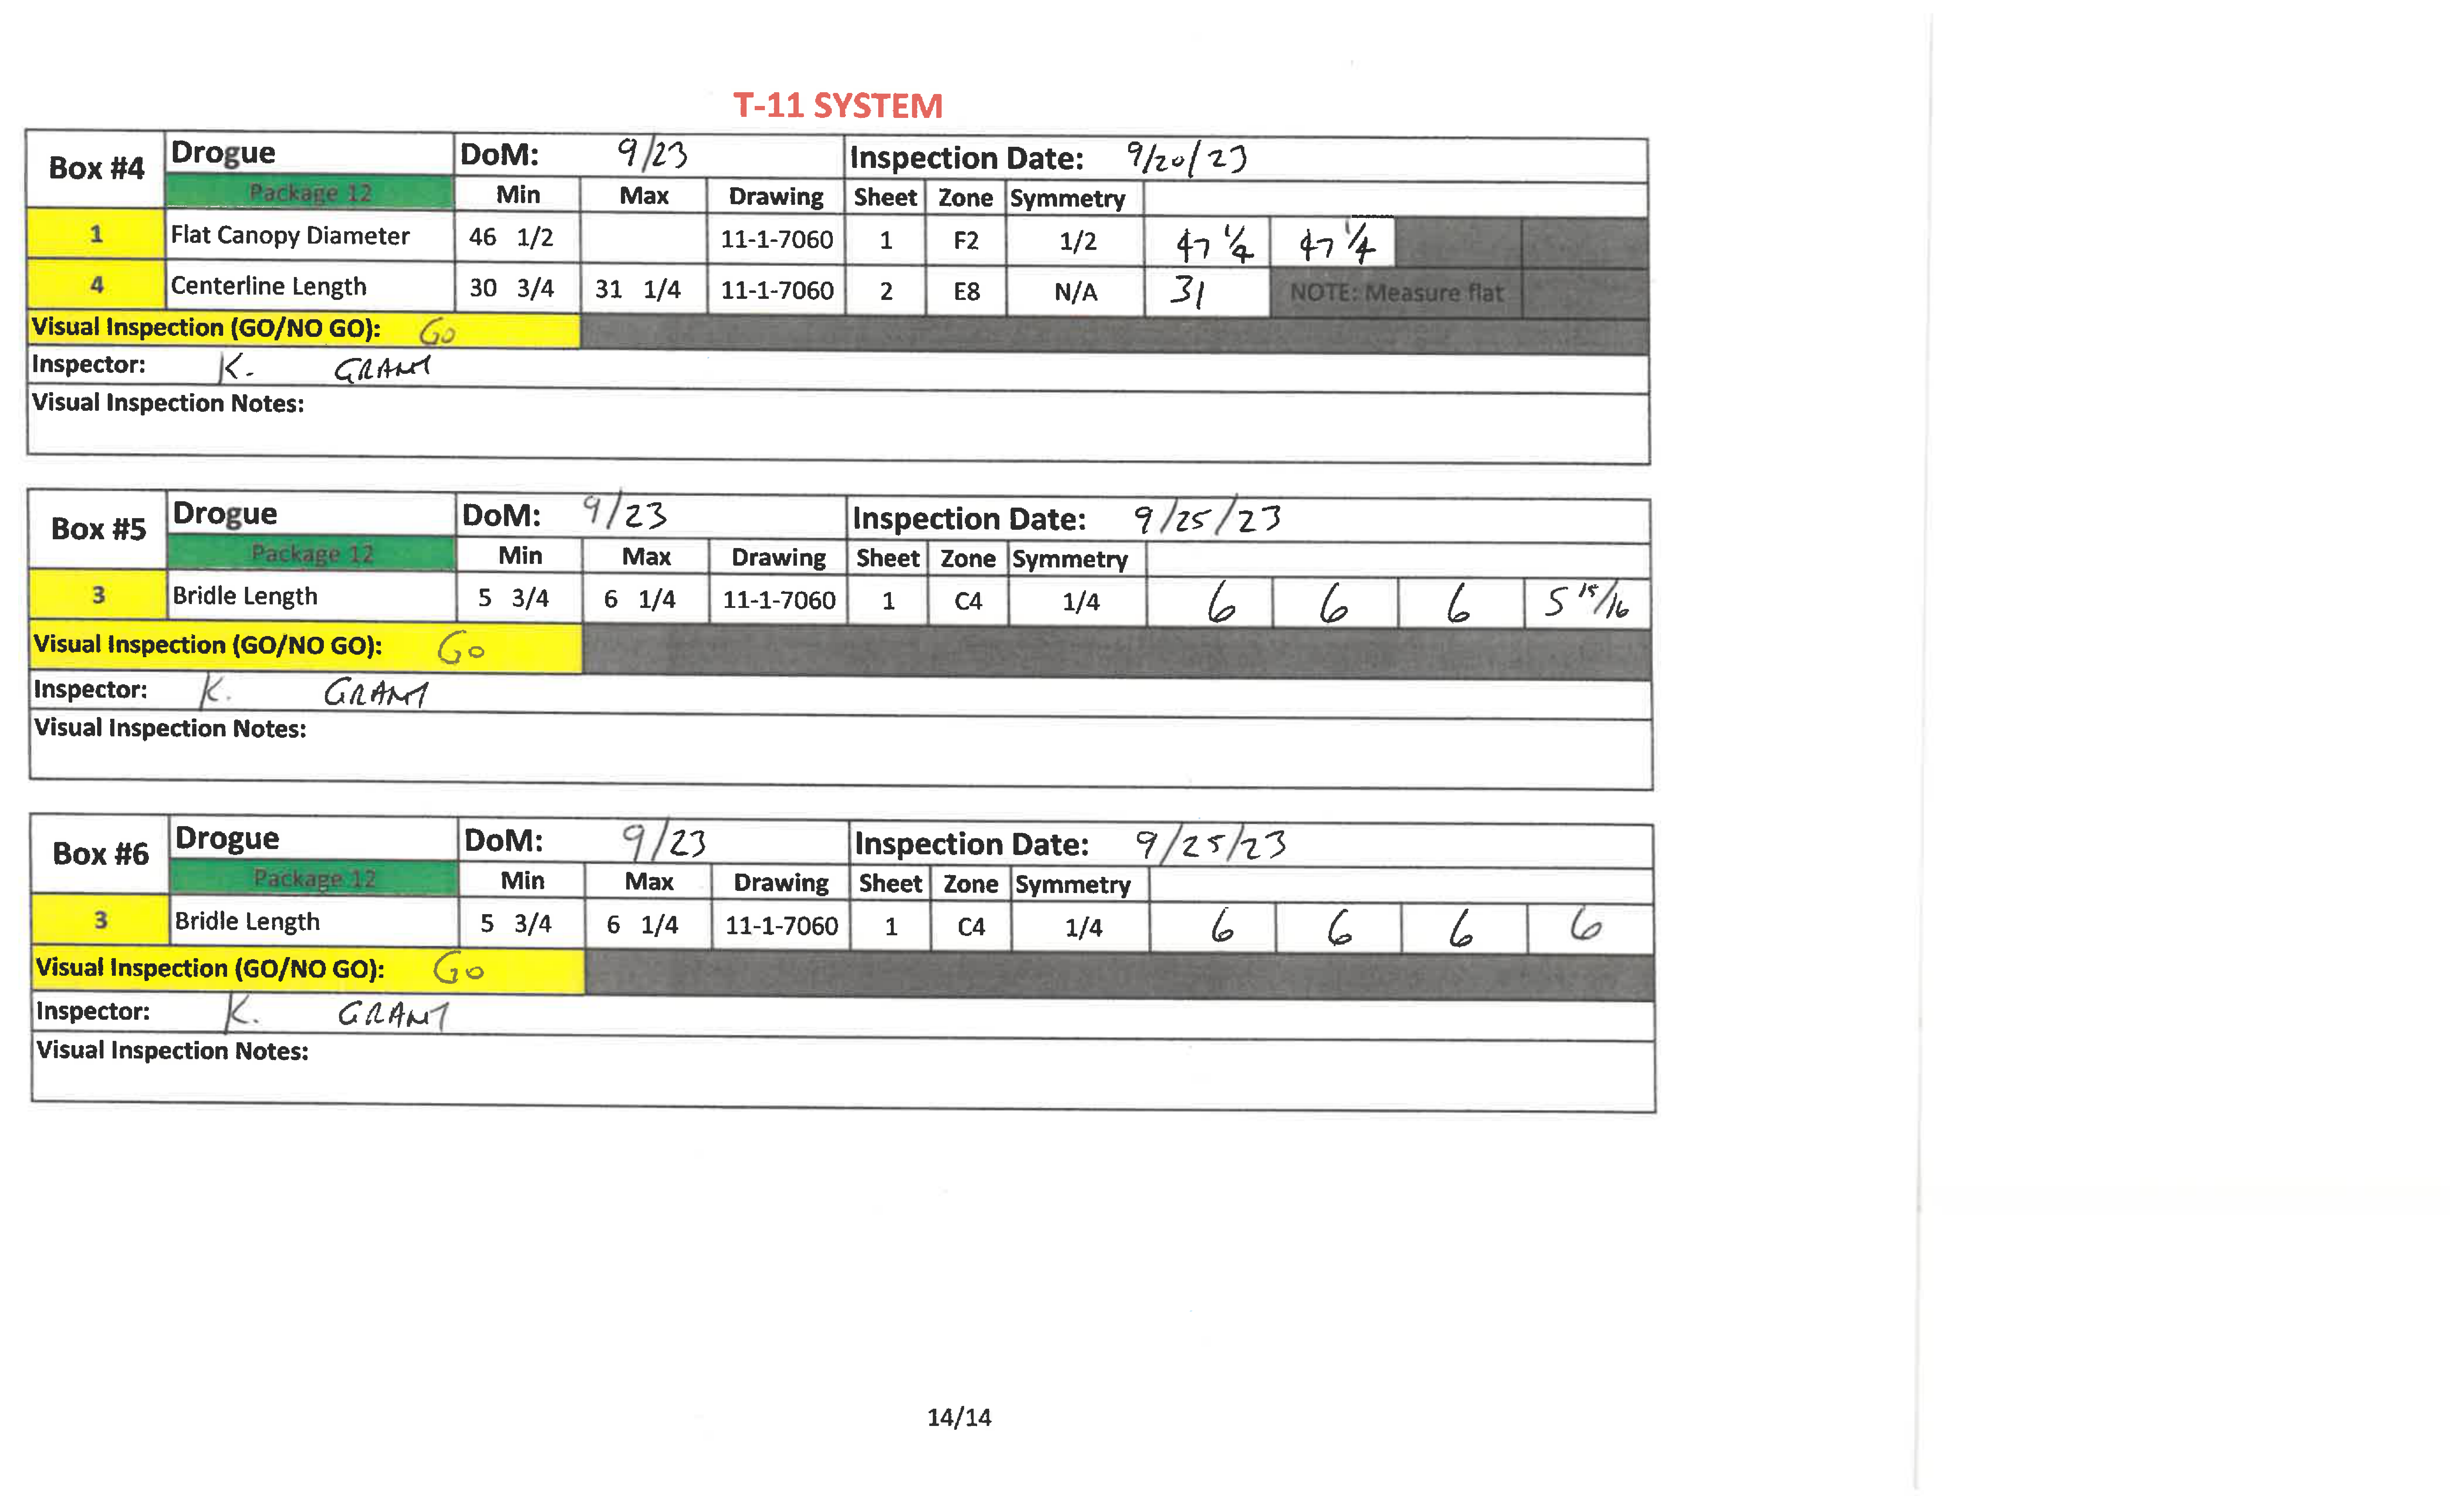 T-11 SYSTEM
Box #4 Drogue DoM: 9/23 Inspection Date: 9/20/23
Package 12 Min Max Drawing Sheet Zone Symmetry
1 Flat Canopy Diameter 46 1/2 11-1-7060 1 F2 1/2 47 1/4 47 1/4
4 Centerline Length 30 3/4 31 1/4 11-1-7060 2 E8 N/A 31 NOTE: Measure flat
Visual Inspection (GO/NO GO): GO
Inspector: K. GRANT
Visual Inspection Notes:
Box #5 Drogue DoM: 9/23 Inspection Date: 9/25/23
Package 12 Min Max Drawing Sheet Zone Symmetry
3 Bridle Length 5 3/4 6 1/4 11-1-7060 1 C4 1/4 6 6 6 5 15/16
Visual Inspection (GO/NO GO): Go
Inspector: K. GRANT
Visual Inspection Notes:
Box #6 Drogue DoM: 9/23 Inspection Date: 9/25/23
Package 12 Min Max Drawing Sheet Zone Symmetry
3 Bridle Length 5 3/4 6 1/4 11-1-7060 1 C4 1/4 6 6 6 6
Visual Inspection (GO/NO GO): Go
Inspector: K. GRANT
Visual Inspection Notes:
14/14